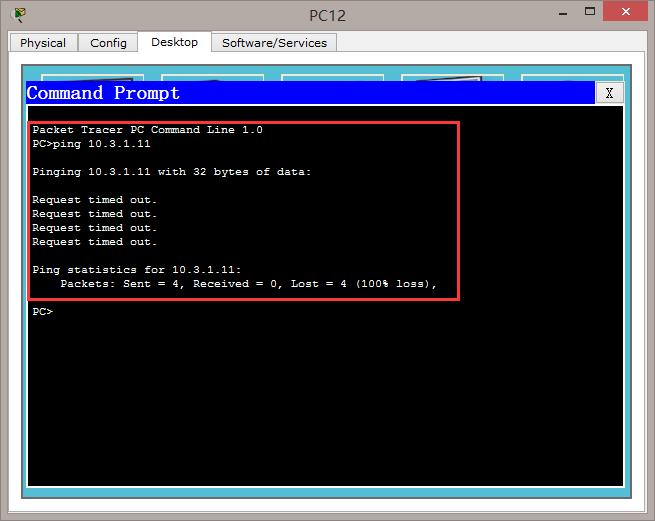 PC12
Physical Config Desktop Software/Services
Command Prompt X
Packet Tracer PC Command Line 1.0
PC>ping 10.3.1.11
Pinging 10.3.1.11 with 32 bytes of data:
Request timed out.
Request timed out.
Request timed out.
Request timed out.
Ping statistics for 10.3.1.11:
Packets: Sent = 4, Received = 0, Lost = 4 (100% loss),
PC>